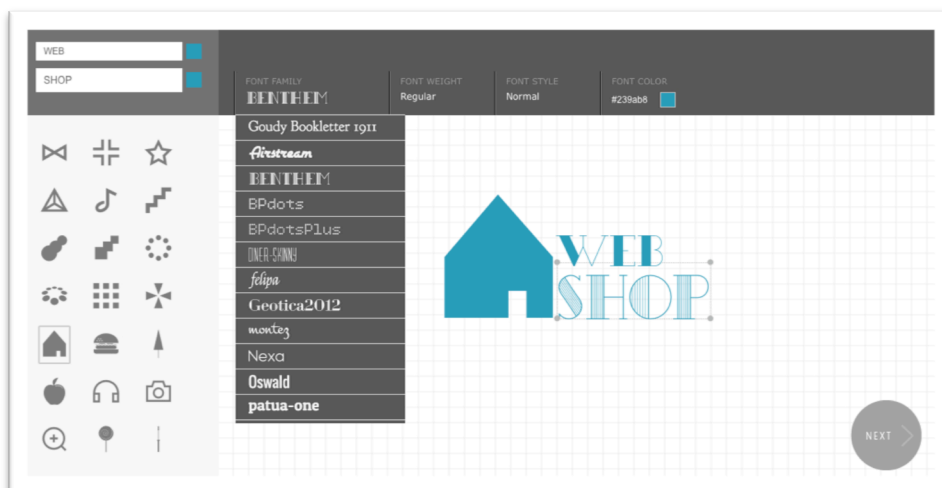 WEB
SHOP
FONT FAMILY
BENTHEM
FONT WEIGHT
Regular
FONT STYLE
Normal
FONT COLOR
#239ab8
Goudy Bookletter 1911
Airstream
BENTHEM
BPdots
BPdotsPlus
DINER-SKINNY
felipa
Geotica2012
montez
Nexa
Oswald
patua-one
WEB
SHOP
NEXT